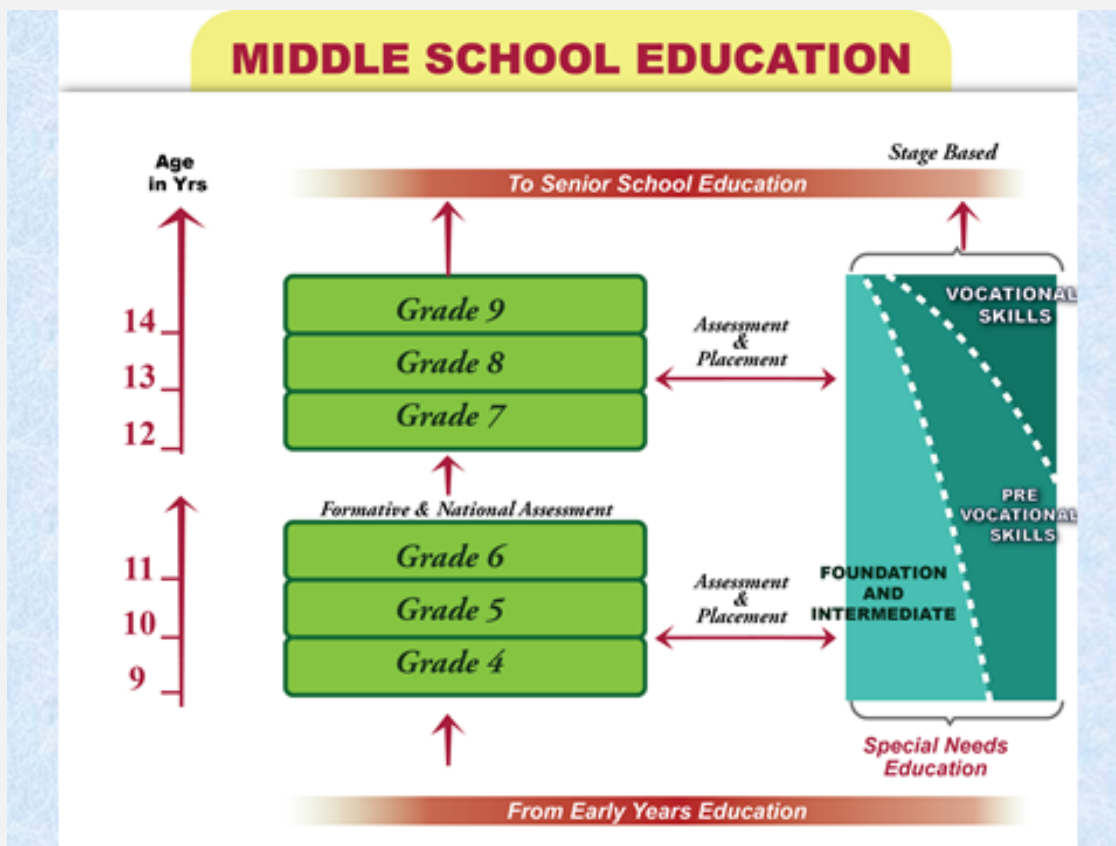 MIDDLE SCHOOL EDUCATION
Age
in Yrs
Stage Based
To Senior School Education
14
13
12
Grade 9
Grade 8
Grade 7
Assessment
&
Placement
VOCATIONAL
SKILLS
PRE
VOCATIONAL
SKILLS
Formative & National Assessment
11
10
9
Grade 6
Grade 5
Grade 4
Assessment
&
Placement
FOUNDATION
AND
INTERMEDIATE
Special Needs
Education
From Early Years Education